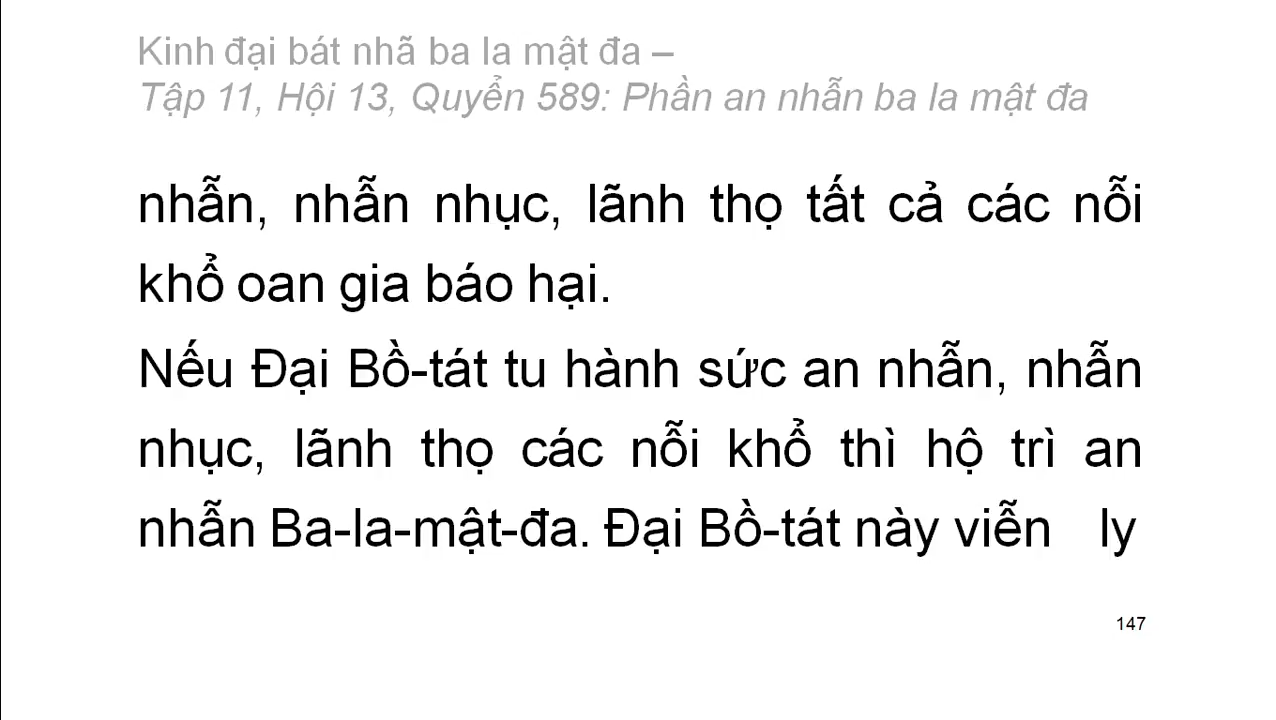 Kinh đại bát nhã ba la mật đa –
Tập 11, Hội 13, Quyển 589: Phần an nhẫn ba la mật đa
nhẫn, nhẫn nhục, lãnh thọ tất cả các nỗi
khổ oan gia báo hại.
Nếu Đại Bồ-tát tu hành sức an nhẫn, nhẫn
nhục, lãnh thọ các nỗi khổ thì hộ trì an
nhẫn Ba-la-mật-đa. Đại Bồ-tát này viễn ly
147